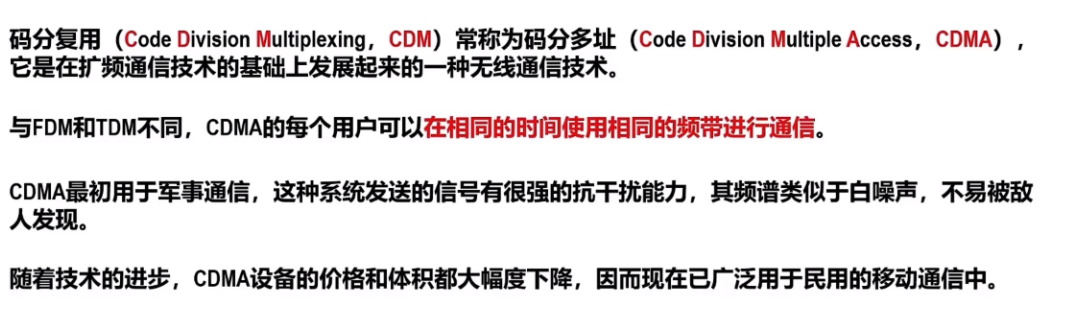 码分复用（Code Division Multiplexing，CDM）常称为码分多址（Code Division Multiple Access，CDMA），
它是在扩频通信技术的基础上发展起来的一种无线通信技术。
与FDM和TDM不同，CDMA的每个用户可以在相同的时间使用相同的频带进行通信。
CDMA最初用于军事通信，这种系统发送的信号有很强的抗干扰能力，其频谱类似于白噪声，不易被敌
人发现。
随着技术的进步，CDMA设备的价格和体积都大幅度下降，因而现在已广泛用于民用的移动通信中。